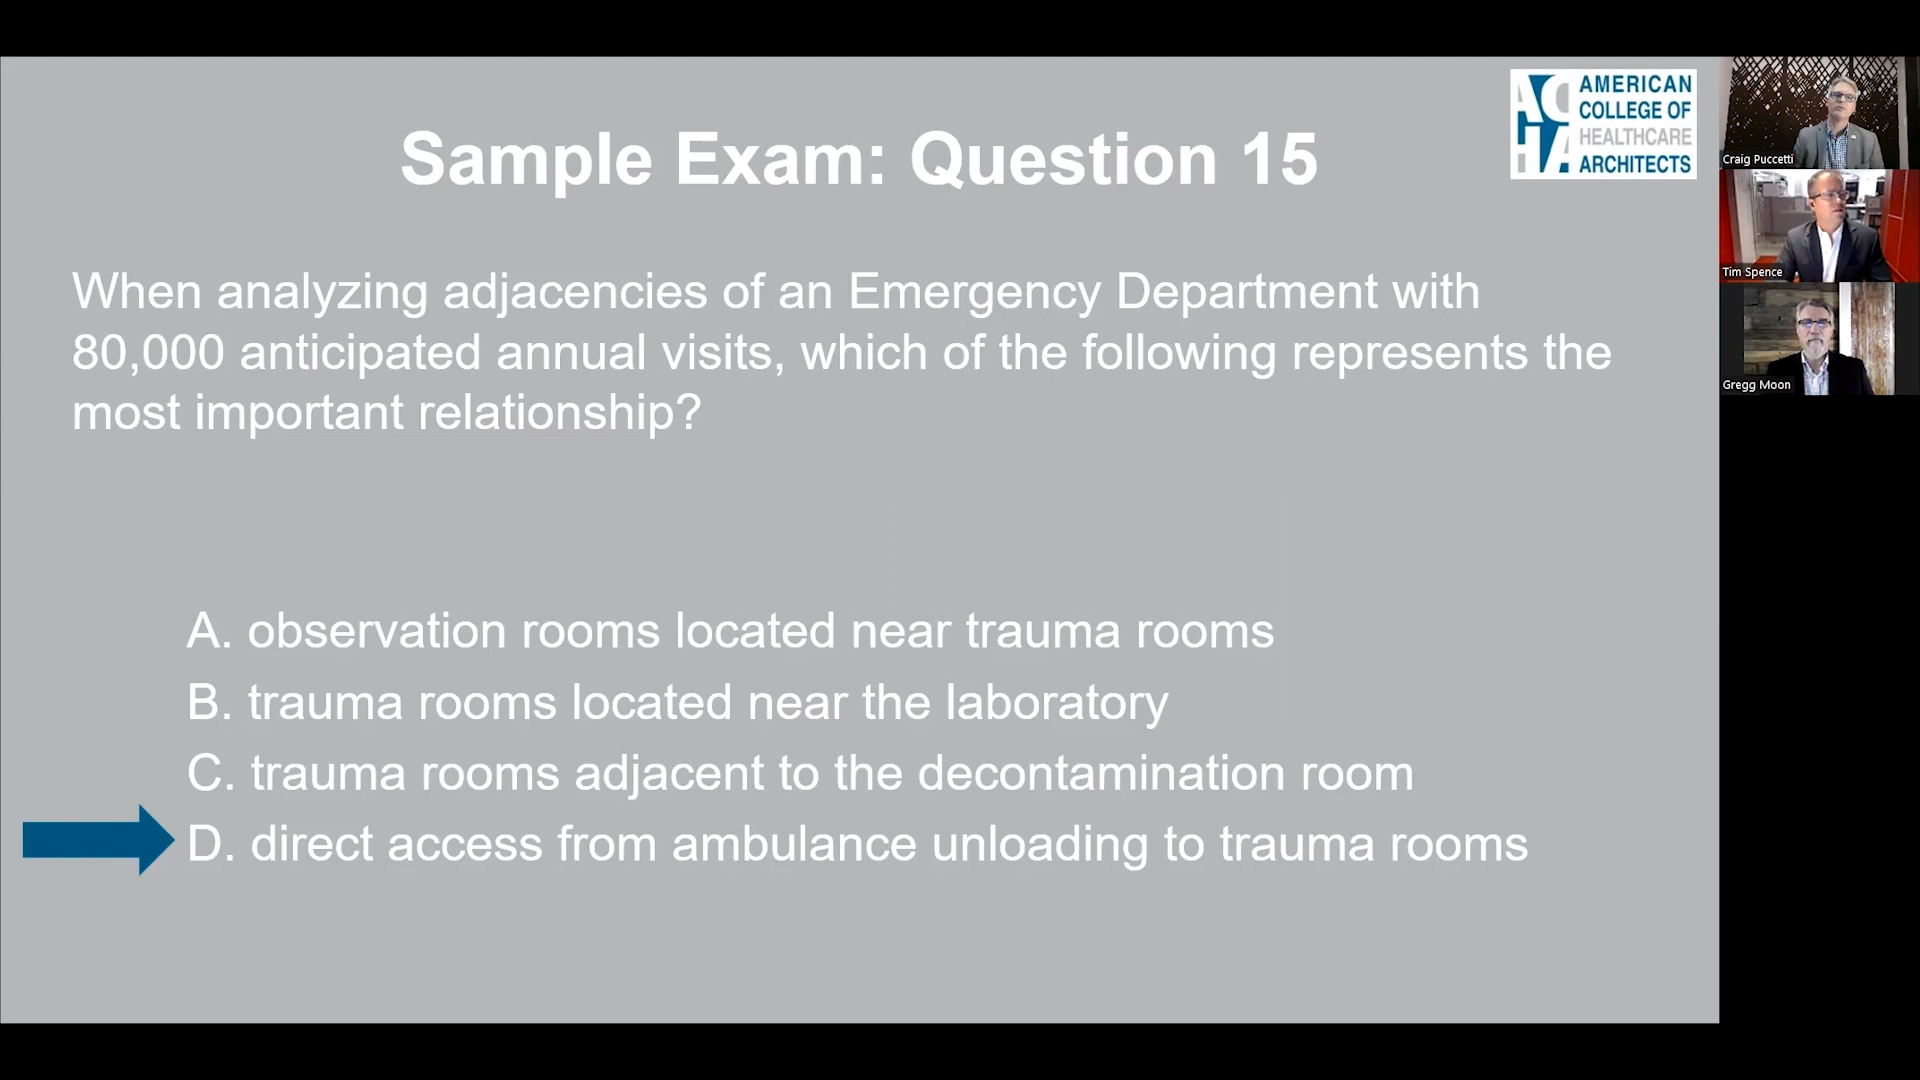 Sample Exam: Question 15
AMERICAN
COLLEGE OF
HEALTHCARE
ARCHITECTS
ACHA
When analyzing adjacencies of an Emergency Department with
80,000 anticipated annual visits, which of the following represents the
most important relationship?
A. observation rooms located near trauma rooms
B. trauma rooms located near the laboratory
C. trauma rooms adjacent to the decontamination room
D. direct access from ambulance unloading to trauma rooms
Craig Puccetti
Tim Spence
Gregg Moon